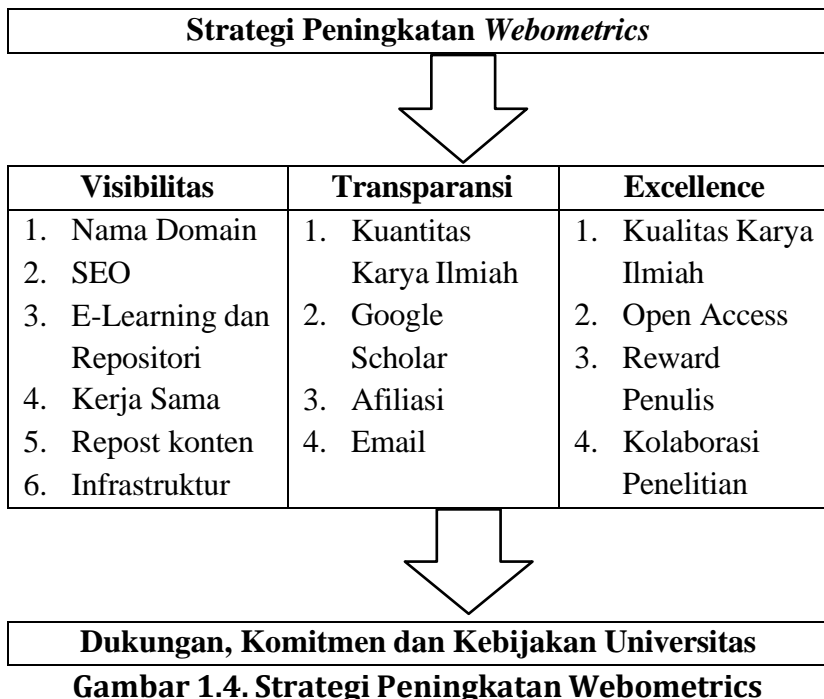 Strategi Peningkatan Webometrics
Visibilitas
1. Nama Domain
2. SEO
3. E-Learning dan
Repositori
4. Kerja Sama
5. Repost konten
6. Infrastruktur
Transparansi
1. Kuantitas
Karya Ilmiah
2. Google
Scholar
3. Afiliasi
4. Email
Excellence
1. Kualitas Karya
Ilmiah
2. Open Access
3. Reward
Penulis
4. Kolaborasi
Penelitian
Dukungan, Komitmen dan Kebijakan Universitas
Gambar 1.4. Strategi Peningkatan Webometrics